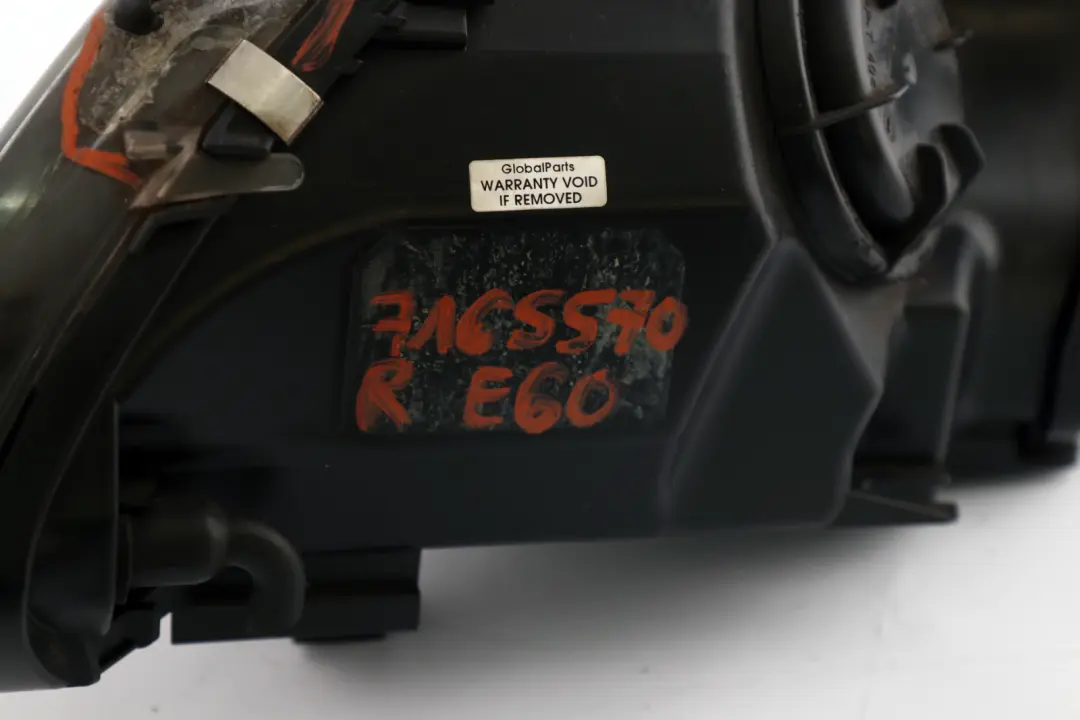 GlobalParts
WARRANTY VOID
IF REMOVED
7165570
R E60